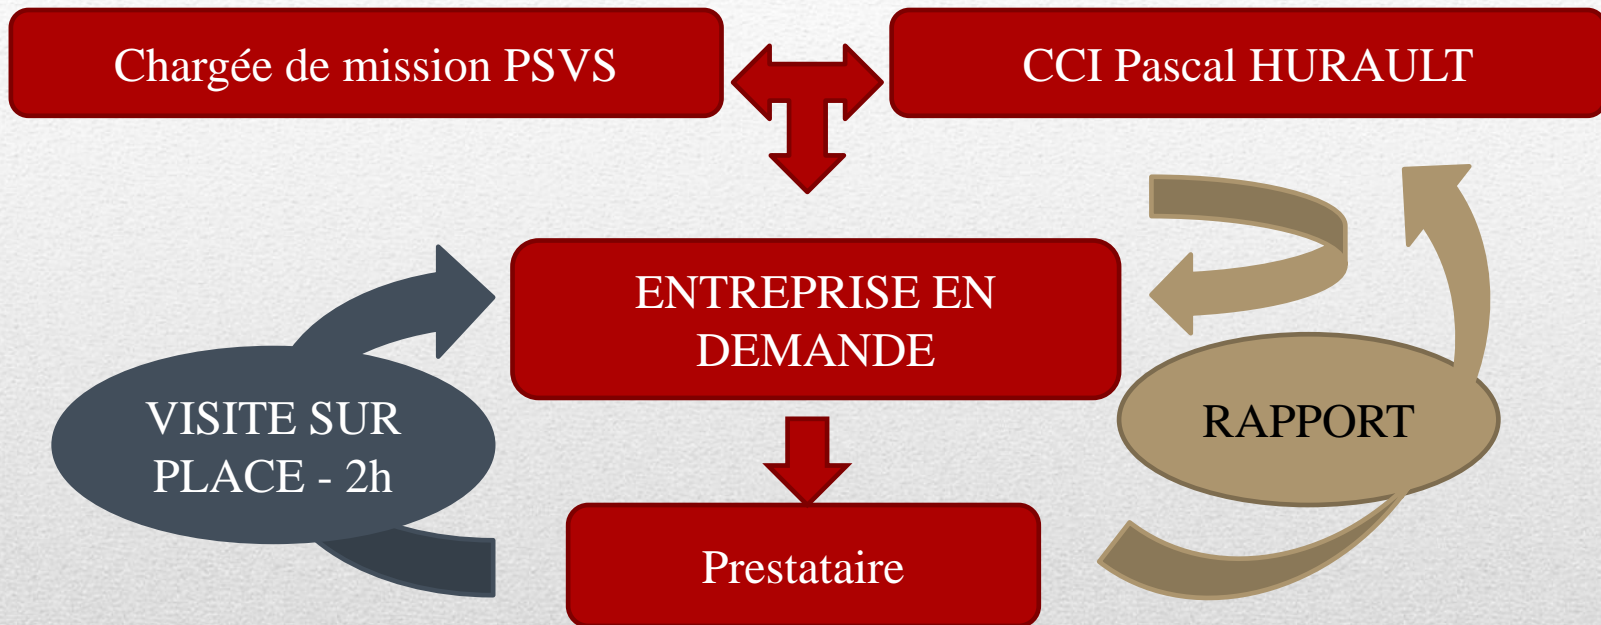 Chargée de mission PSVS
CCI Pascal HURAULT
ENTREPRISE EN
DEMANDE
VISITE SUR
PLACE - 2h
RAPPORT
Prestataire